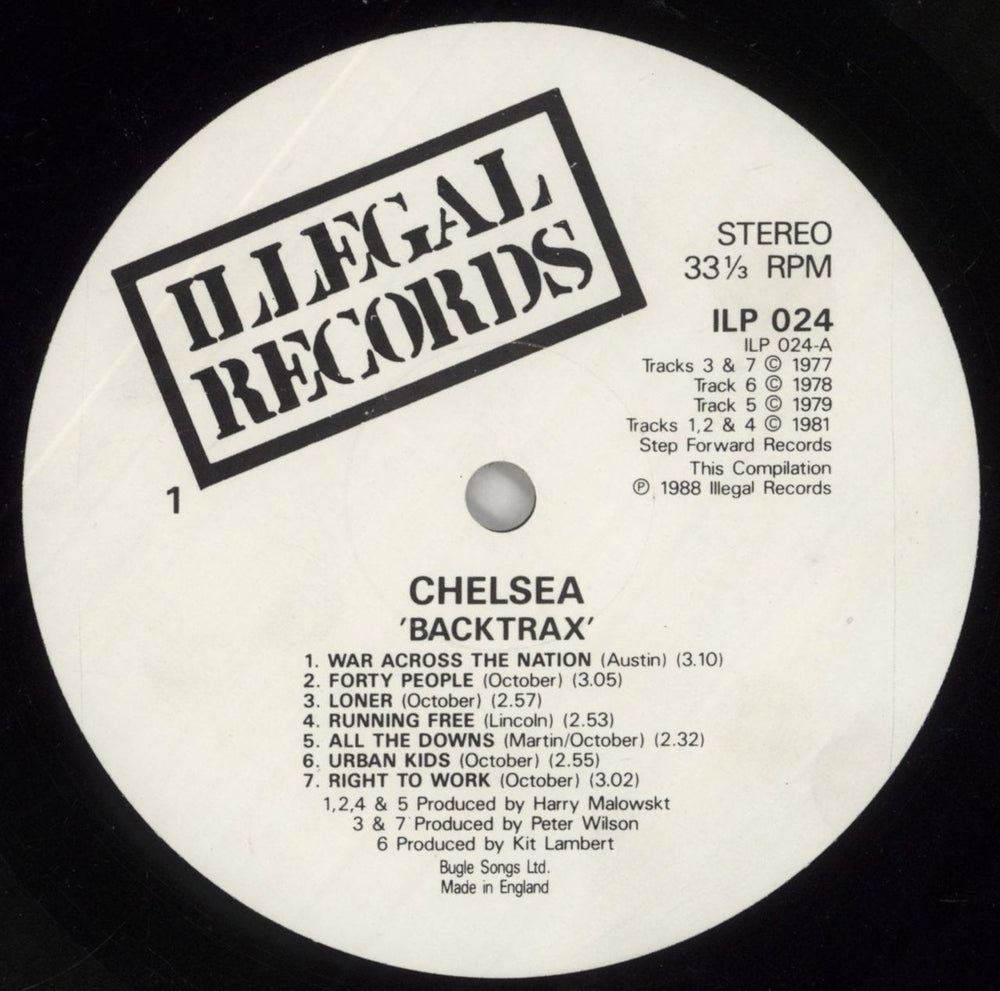 ILLEGAL
RECORDS
1
STEREO
33⅓ RPM
ILP 024
ILP 024-A
Tracks 3 & 7 © 1977
Track 6 © 1978
Track 5 © 1979
Tracks 1,2 & 4 © 1981
Step Forward Records
This Compilation
℗ 1988 Illegal Records
CHELSEA
'BACKTRAX'
1. WAR ACROSS THE NATION (Austin) (3.10)
2. FORTY PEOPLE (October) (3.05)
3. LONER (October) (2.57)
4. RUNNING FREE (Lincoln) (2.53)
5. ALL THE DOWNS (Martin/October) (2.32)
6. URBAN KIDS (October) (2.55)
7. RIGHT TO WORK (October) (3.02)
1,2,4 & 5 Produced by Harry Malowskt
3 & 7 Produced by Peter Wilson
6 Produced by Kit Lambert
Bugle Songs Ltd.
Made in England